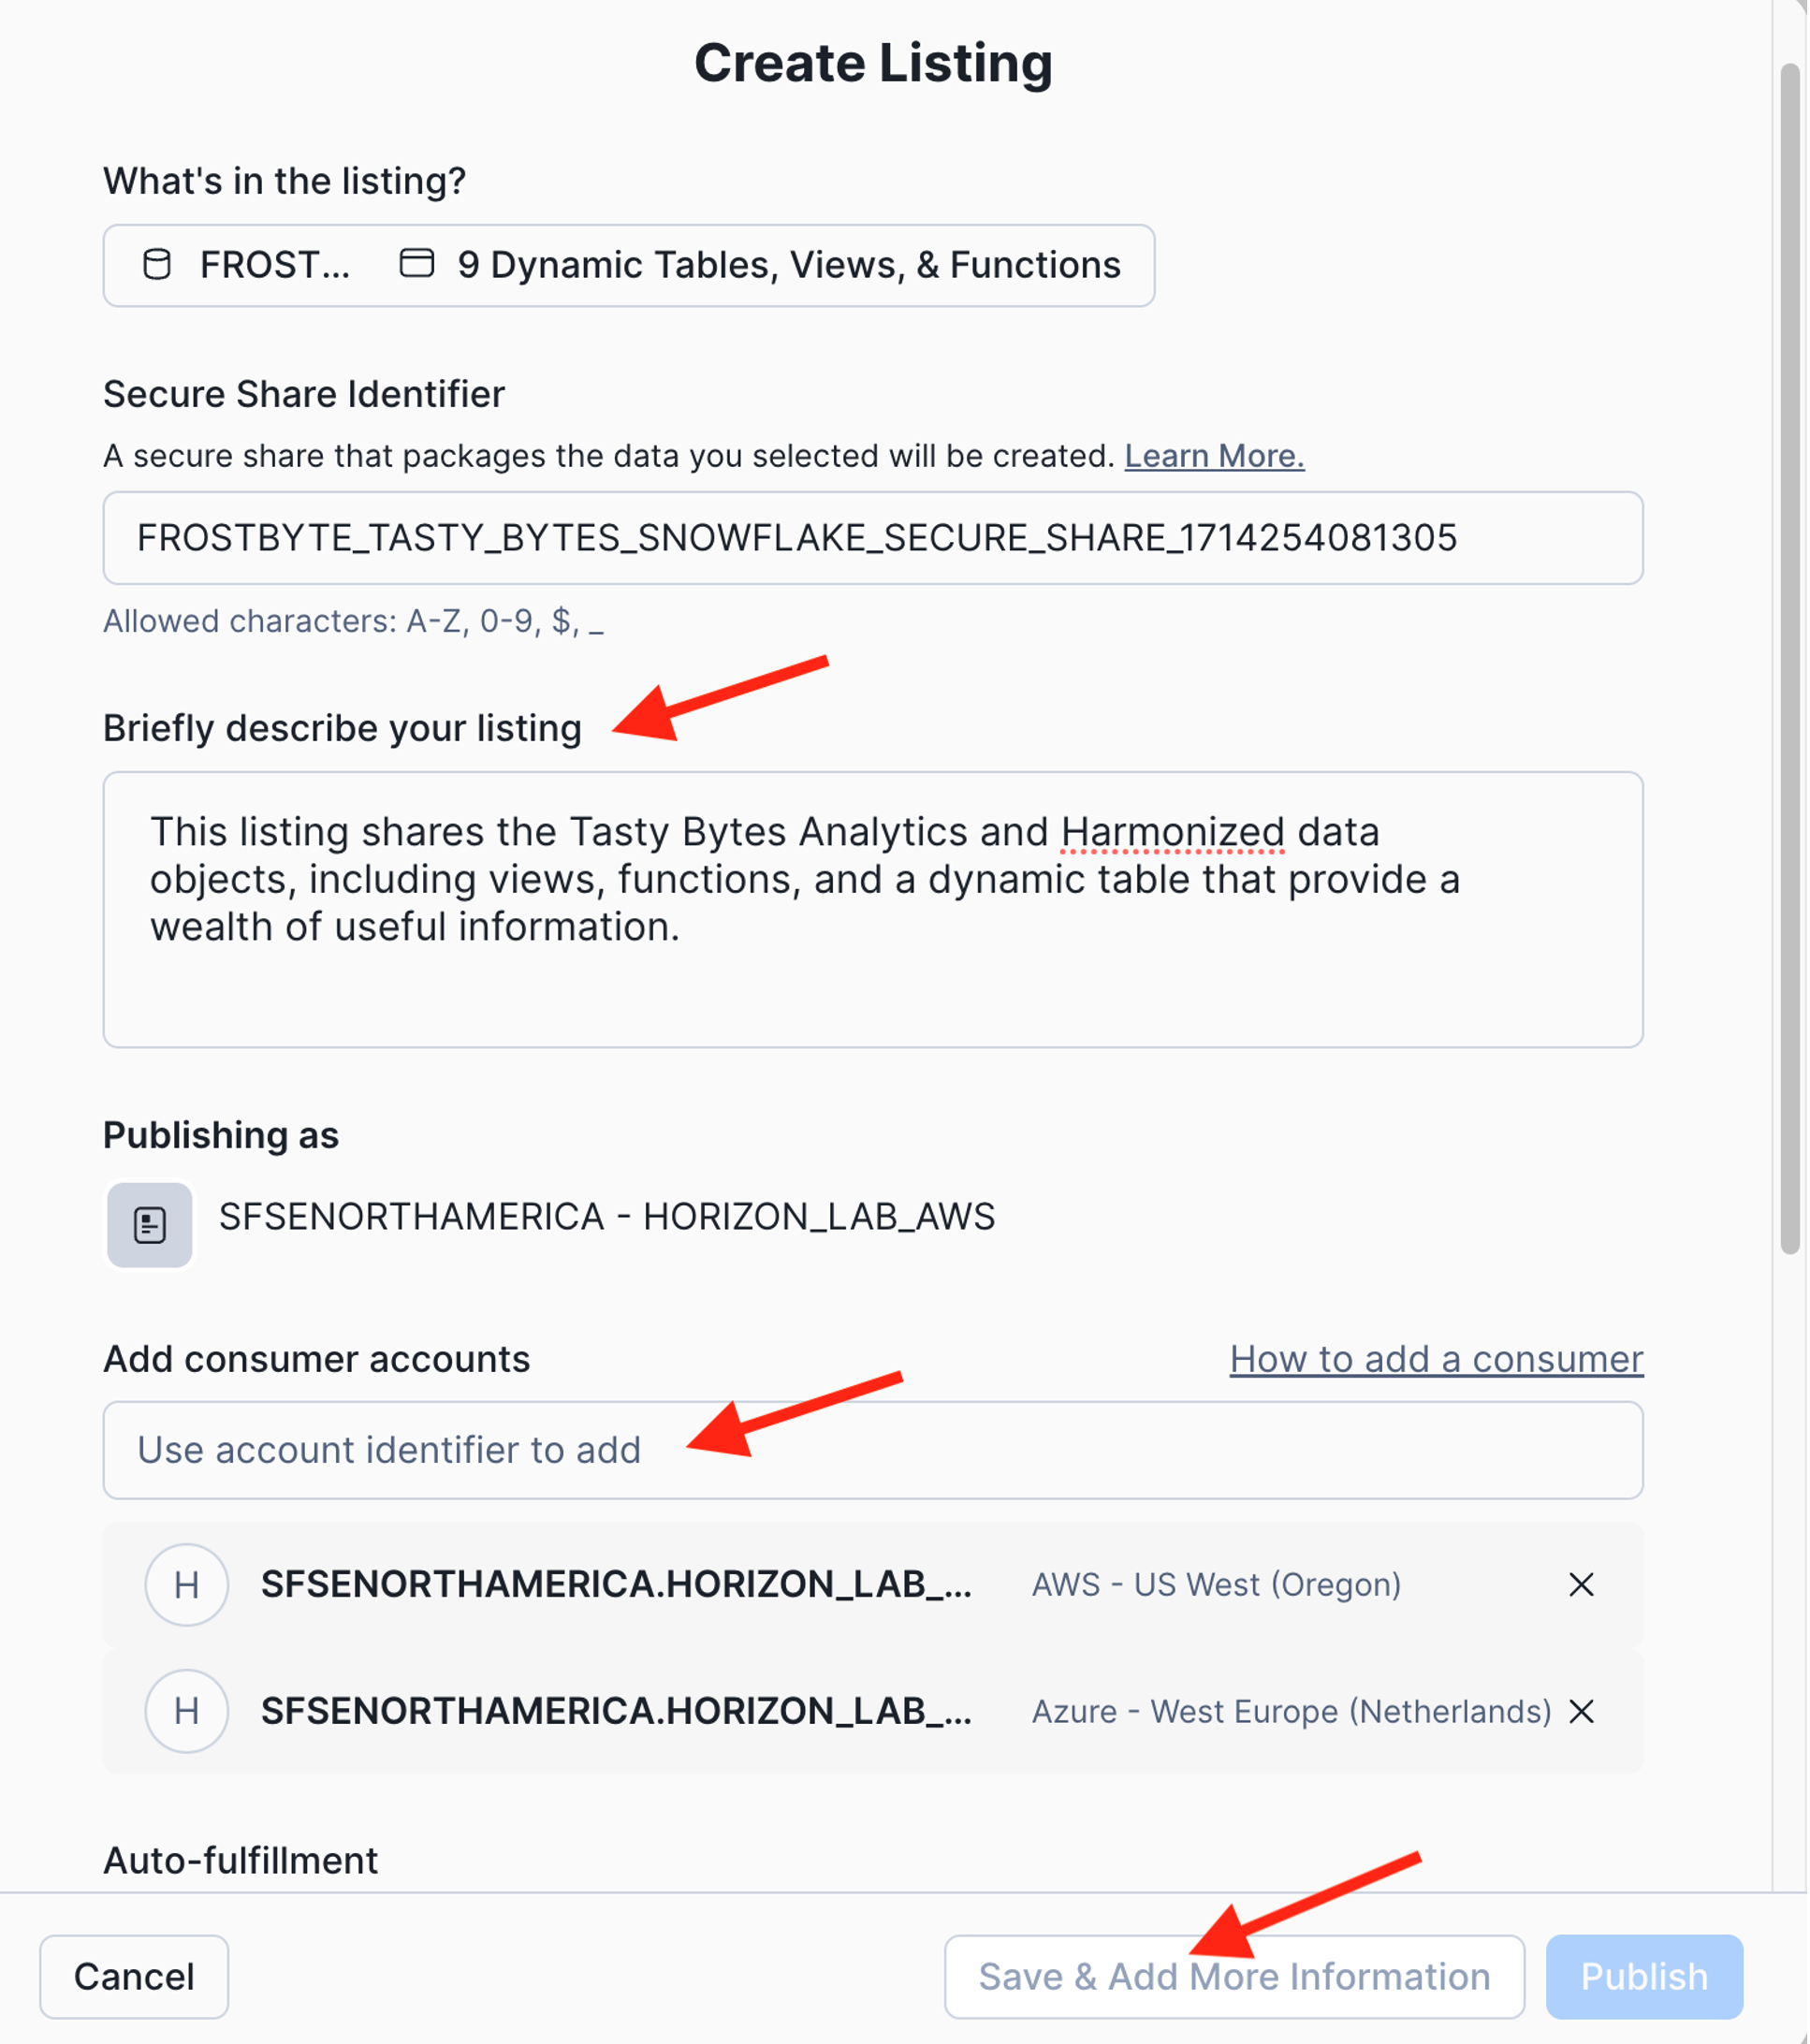 Create Listing
What's in the listing?
FROST... 9 Dynamic Tables, Views, & Functions
Secure Share Identifier
A secure share that packages the data you selected will be created. Learn More.
FROSTBYTE_TASTY_BYTES_SNOWFLAKE_SECURE_SHARE_1714254081305
Allowed characters: A-Z, 0-9, $, _
Briefly describe your listing
This listing shares the Tasty Bytes Analytics and Harmonized data
objects, including views, functions, and a dynamic table that provide a
wealth of useful information.
Publishing as
SFSENORTHAMERICA - HORIZON_LAB_AWS
Add consumer accounts How to add a consumer
Use account identifier to add
H SFSENORTHAMERICA.HORIZON_LAB_... AWS - US West (Oregon)
H SFSENORTHAMERICA.HORIZON_LAB_... Azure - West Europe (Netherlands)
Auto-fulfillment
Cancel Save & Add More Information Publish